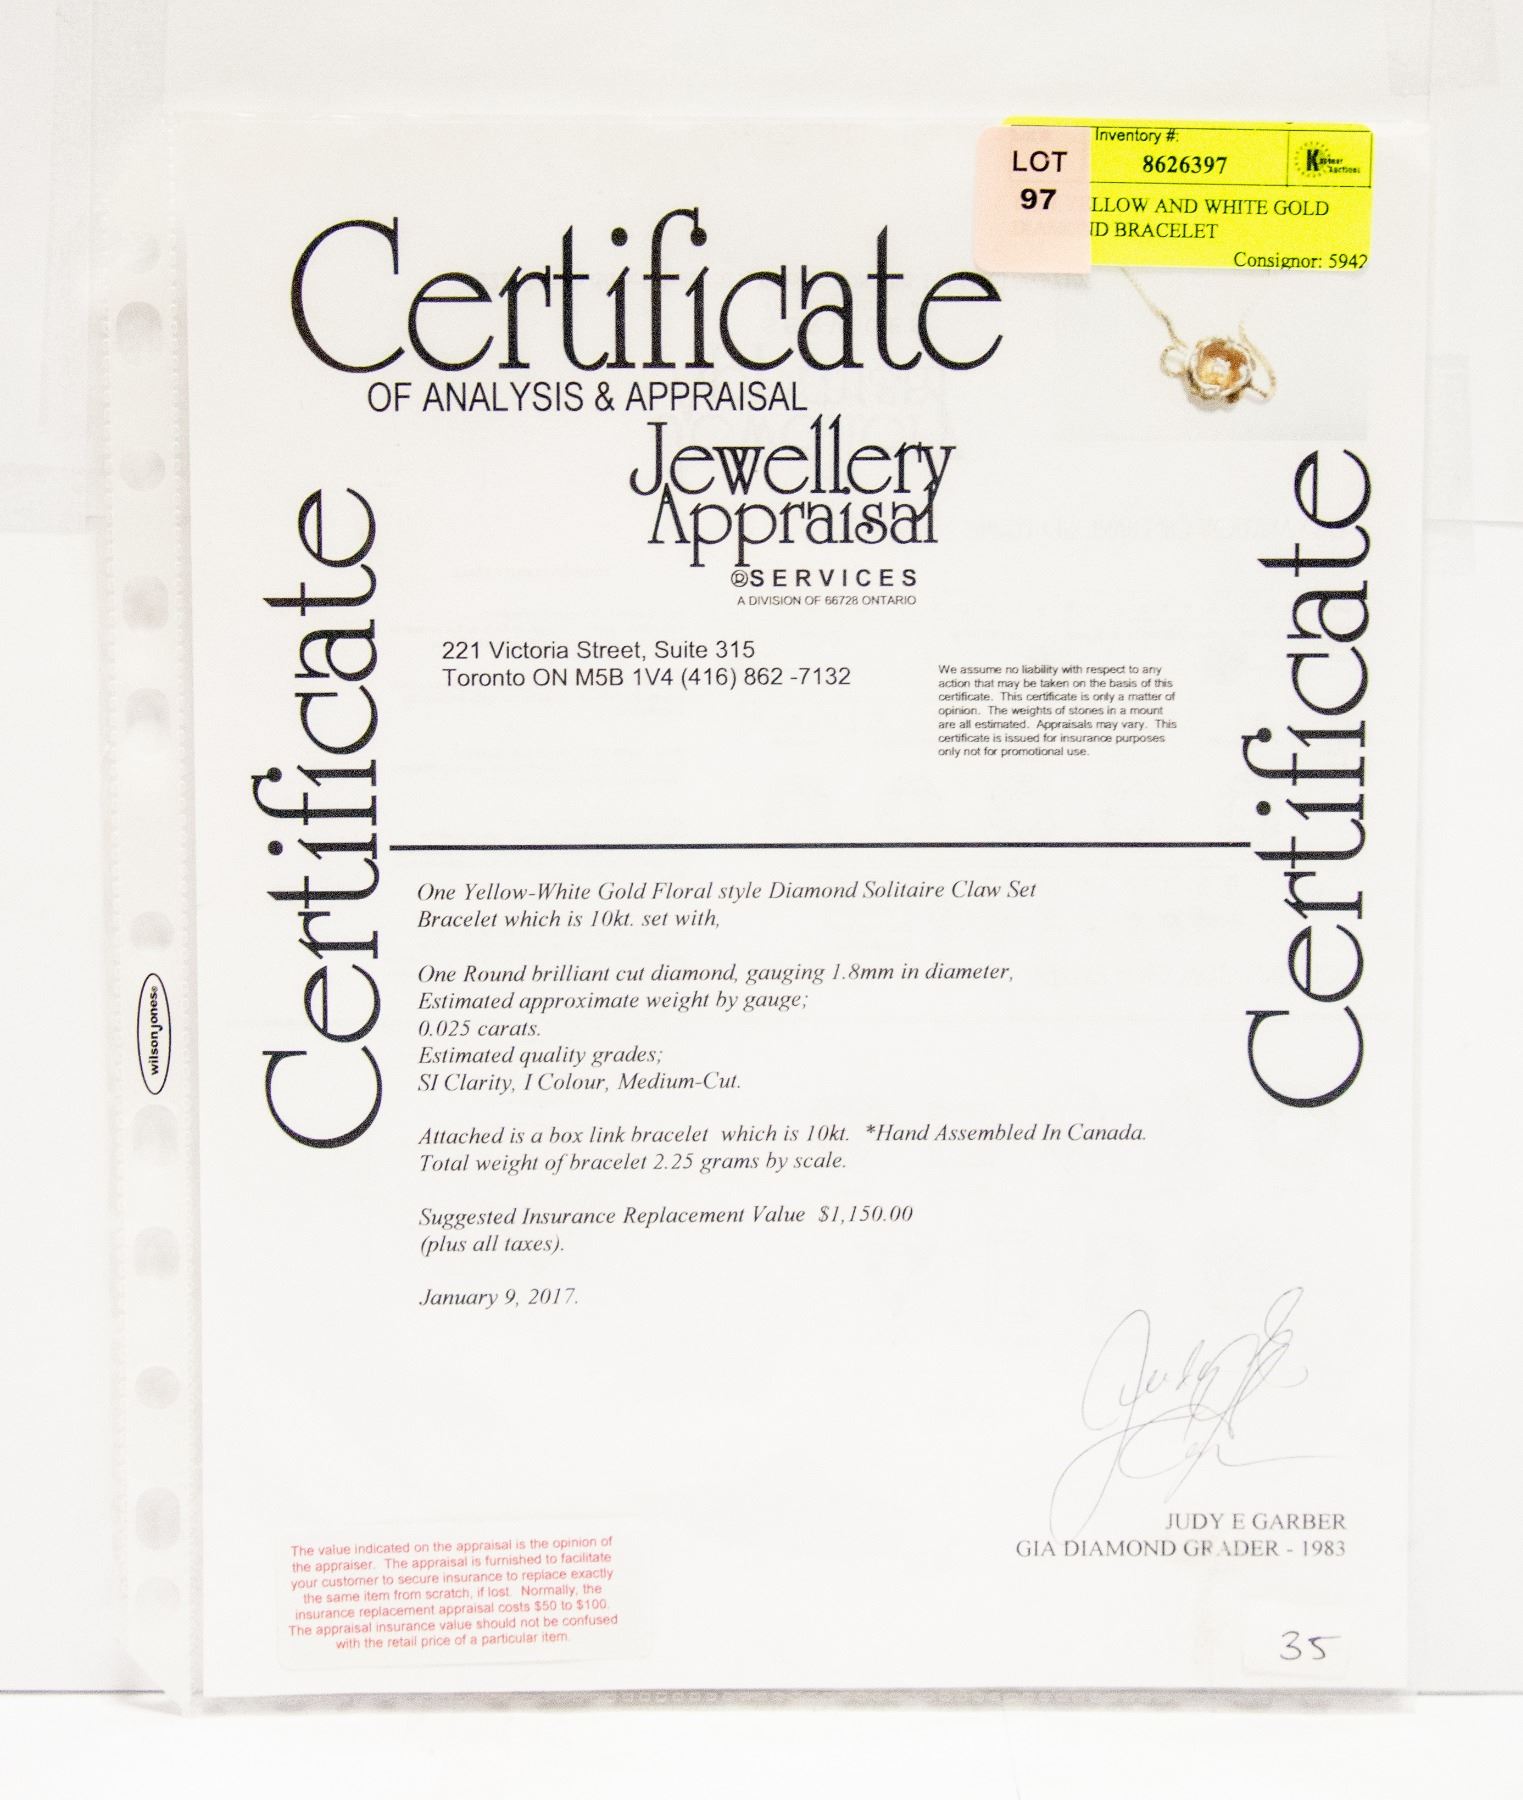 Inventory #:
LOT
97
8626397
Auctions
LLOW AND WHITE GOLD
ND BRACELET
Consignor: 5942
Certificate
OF ANALYSIS & APPRAISAL
Jewellery
Appraisal
®SERVICES
A DIVISION OF 66728 ONTARIO
Certificate
Certificate
221 Victoria Street, Suite 315
Toronto ON M5B 1V4 (416) 862 -7132
We assume no liability with respect to any
action that may be taken on the basis of this
certificate. This certificate is only a matter of
opinion. The weights of stones in a mount
are all estimated. Appraisals may vary. This
certificate is issued for insurance purposes
only not for promotional use.
One Yellow-White Gold Floral style Diamond Solitaire Claw Set
Bracelet which is 10kt. set with,
One Round brilliant cut diamond, gauging 1.8mm in diameter,
Estimated approximate weight by gauge;
0.025 carats.
Estimated quality grades;
SI Clarity, I Colour, Medium-Cut.
Attached is a box link bracelet which is 10kt. *Hand Assembled In Canada.
Total weight of bracelet 2.25 grams by scale.
Suggested Insurance Replacement Value $1,150.00
(plus all taxes).
January 9, 2017.
wilsonjones®
JUDY E GARBER
GIA DIAMOND GRADER - 1983
The value indicated on the appraisal is the opinion of
the appraiser. The appraisal is furnished to facilitate
your customer to secure insurance to replace exactly
the same item from scratch, if lost. Normally, the
insurance replacement appraisal costs $50 to $100.
The appraisal insurance value should not be confused
with the retail price of a particular item.
35